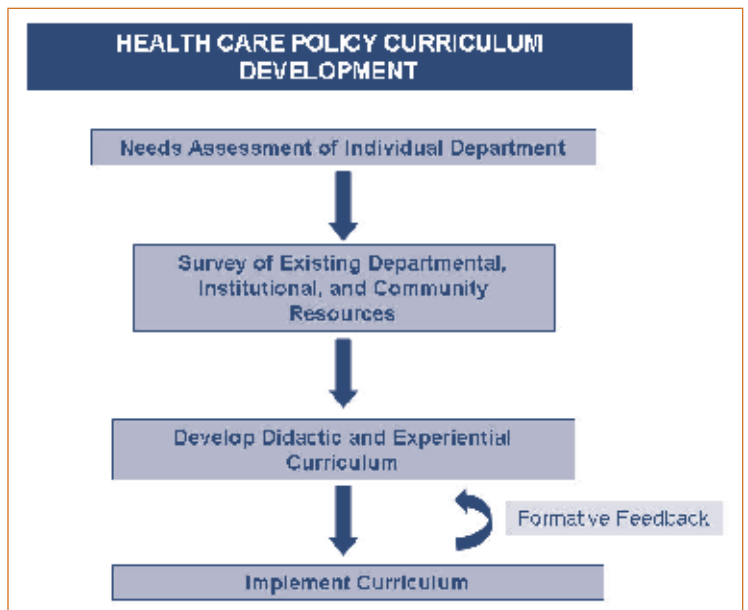 HEALTH CARE POLICY CURRICULUM
DEVELOPMENT
Needs Assessment of Individual Department
Survey of Existing Departmental,
Institutional, and Community
Resources
Develop Didactic and Experiential
Curriculum
Formative Feedback
Implement Curriculum